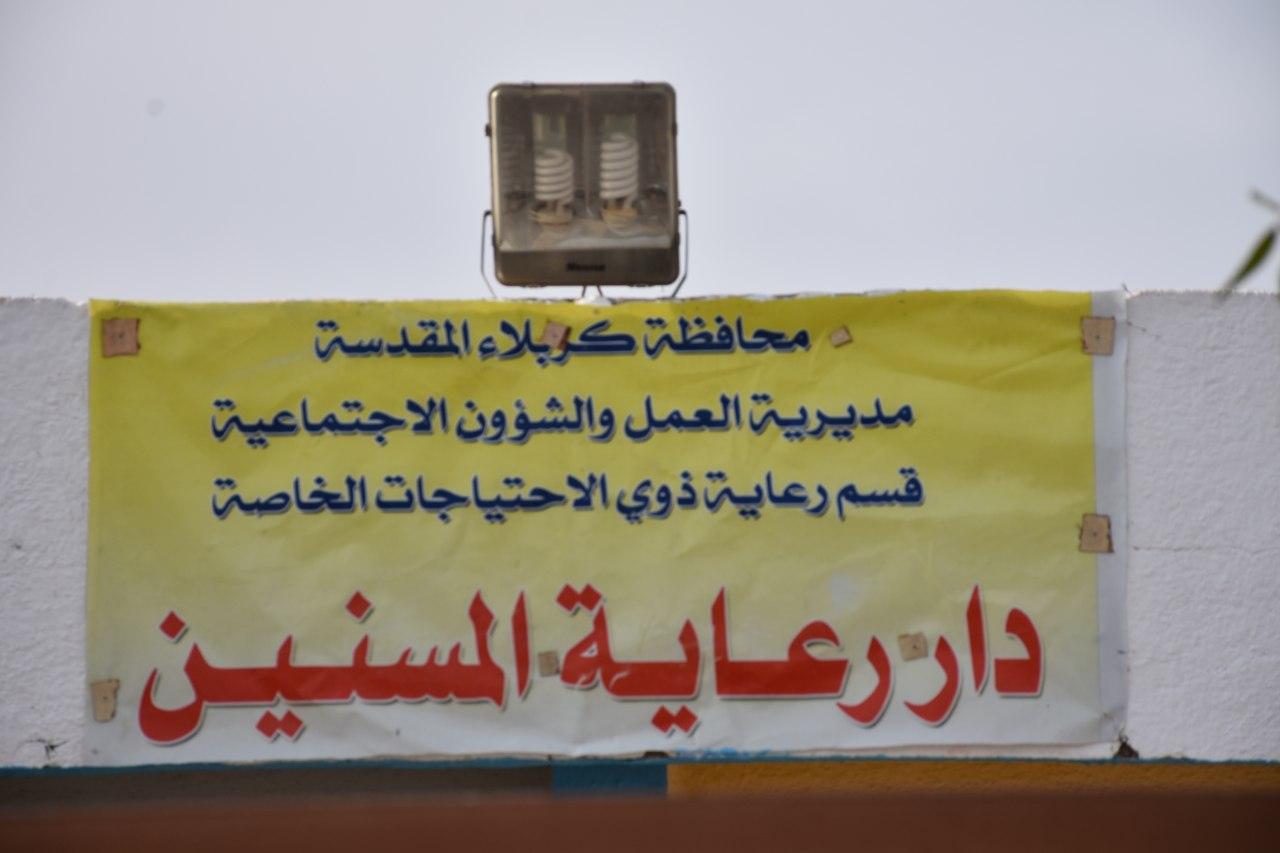 محافظة كربلاء المقدسة
مديرية العمل والشؤون الاجتماعية
قسم رعاية ذوي الاحتياجات الخاصة
دار رعاية المسنين